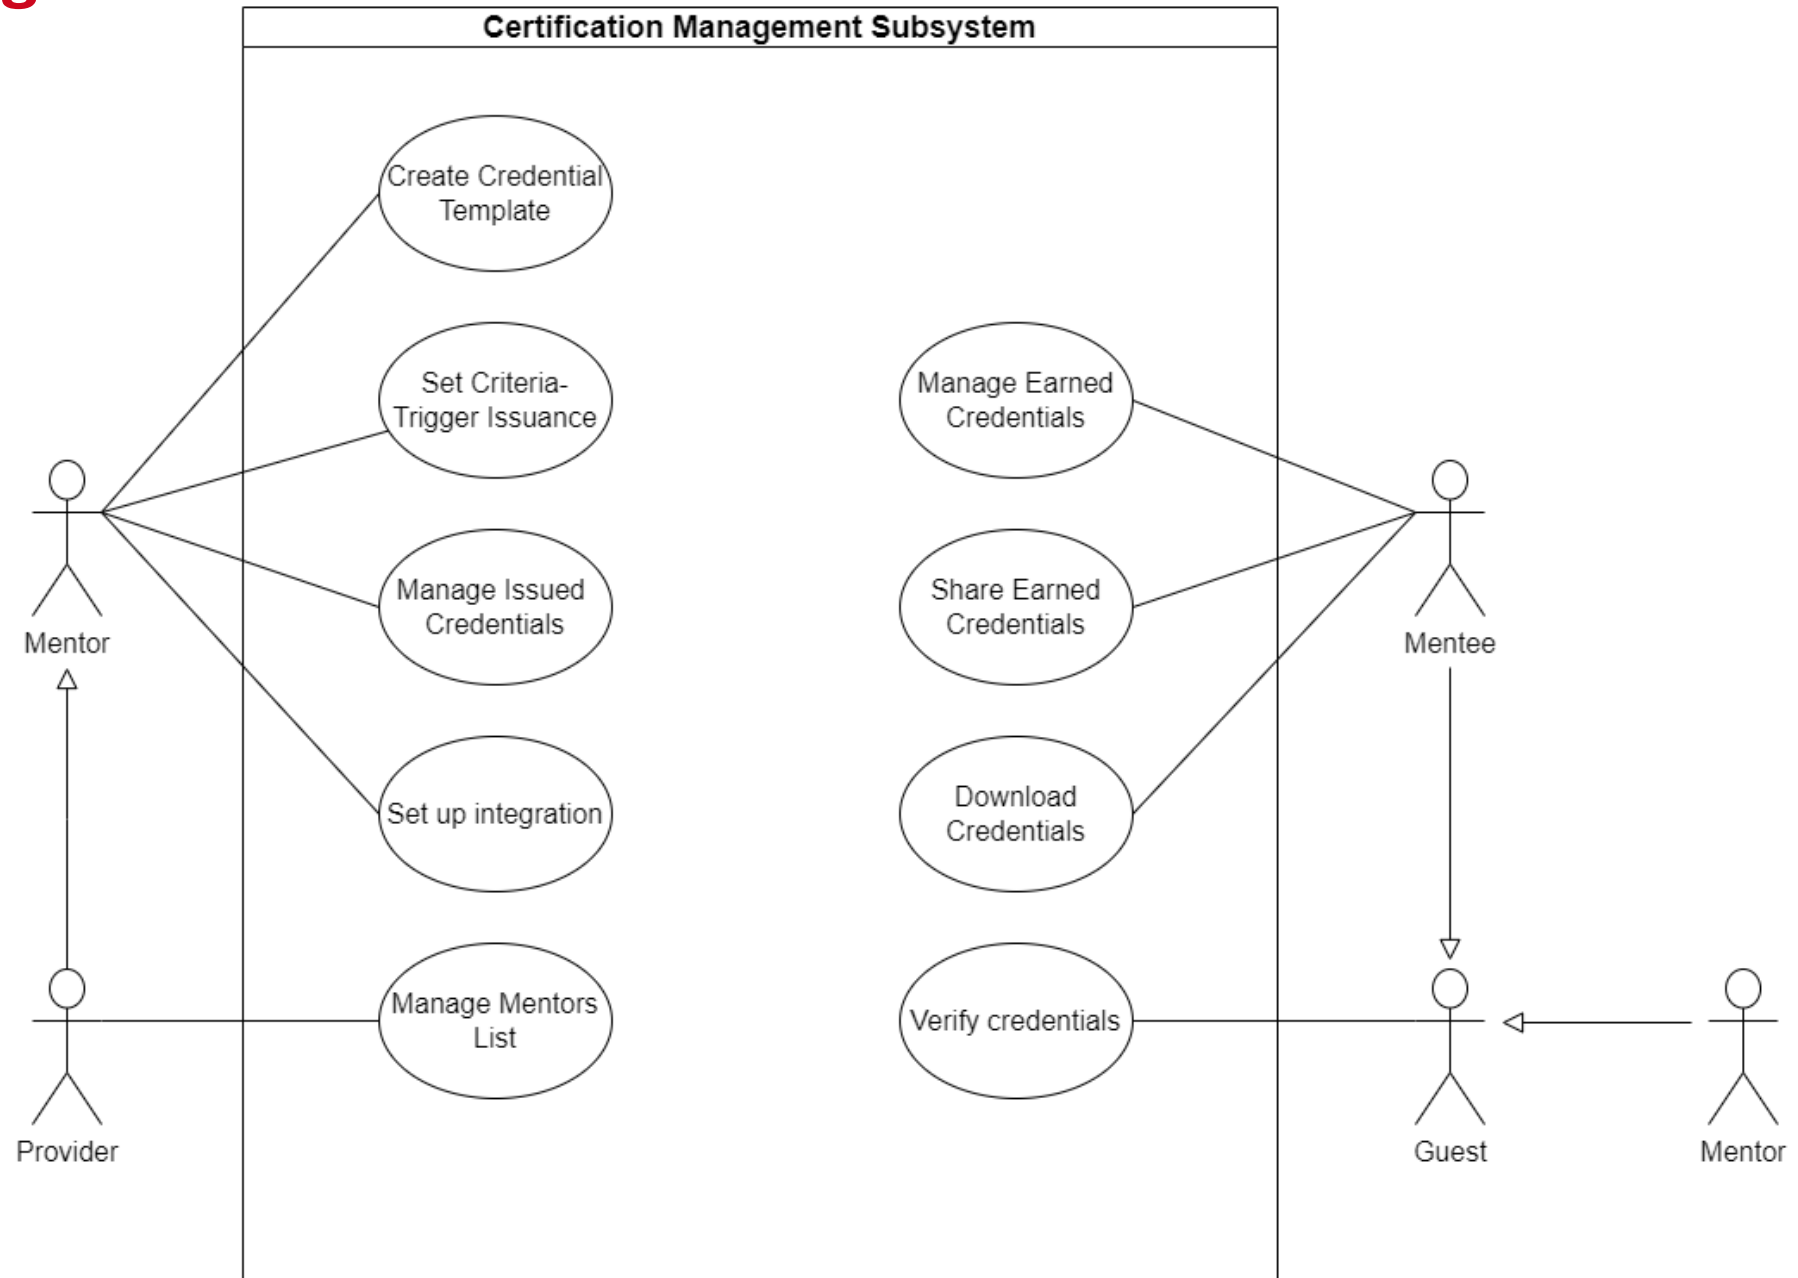 g
Certification Management Subsystem
Create Credential
Template
Set Criteria-
Trigger Issuance
Manage Earned
Credentials
Manage Issued
Credentials
Share Earned
Credentials
Mentor
Mentee
Set up integration
Download
Credentials
Manage Mentors
List
Verify credentials
Provider
Guest
Mentor